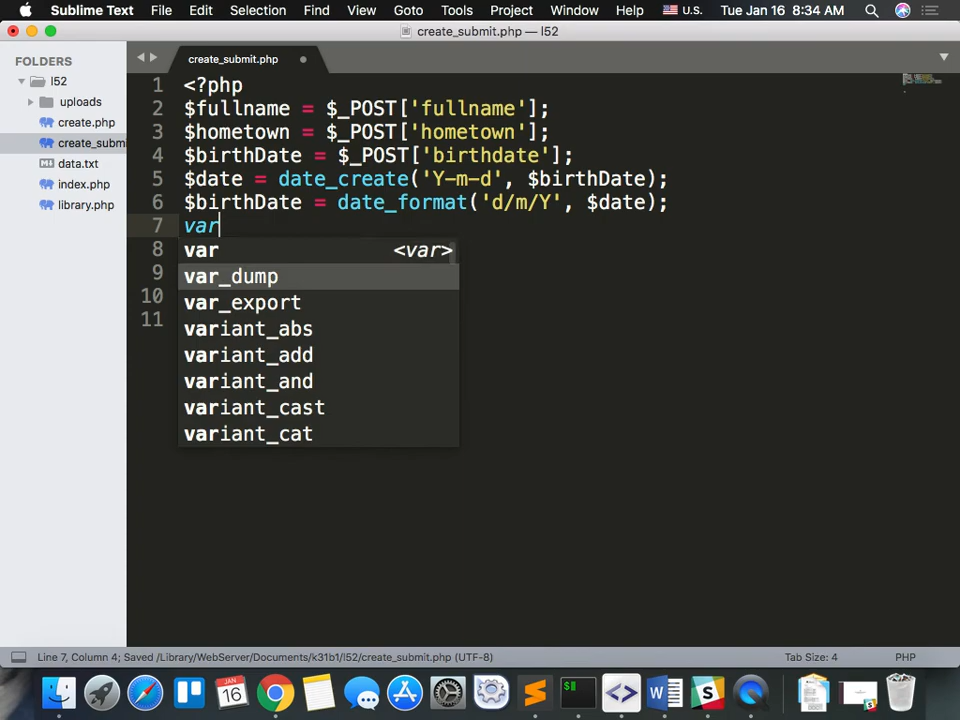 Sublime Text File Edit Selection Find View Goto Tools Project Window Help U.S. Tue Jan 16 8:34 AM
create_submit.php — l52
FOLDERS
l52
uploads
create.php
create_submi
data.txt
index.php
library.php
create_submit.php
1 <?php
2 $fullname = $_POST['fullname'];
3 $hometown = $_POST['hometown'];
4 $birthDate = $_POST['birthdate'];
5 $date = date_create('Y-m-d', $birthDate);
6 $birthDate = date_format('d/m/Y', $date);
7 var
8
9
10
11
var <var>
var_dump
var_export
variant_abs
variant_add
variant_and
variant_cast
variant_cat
Line 7, Column 4; Saved /Library/WebServer/Documents/k31b1/l52/create_submit.php (UTF-8) Tab Size: 4 PHP
JAN
16